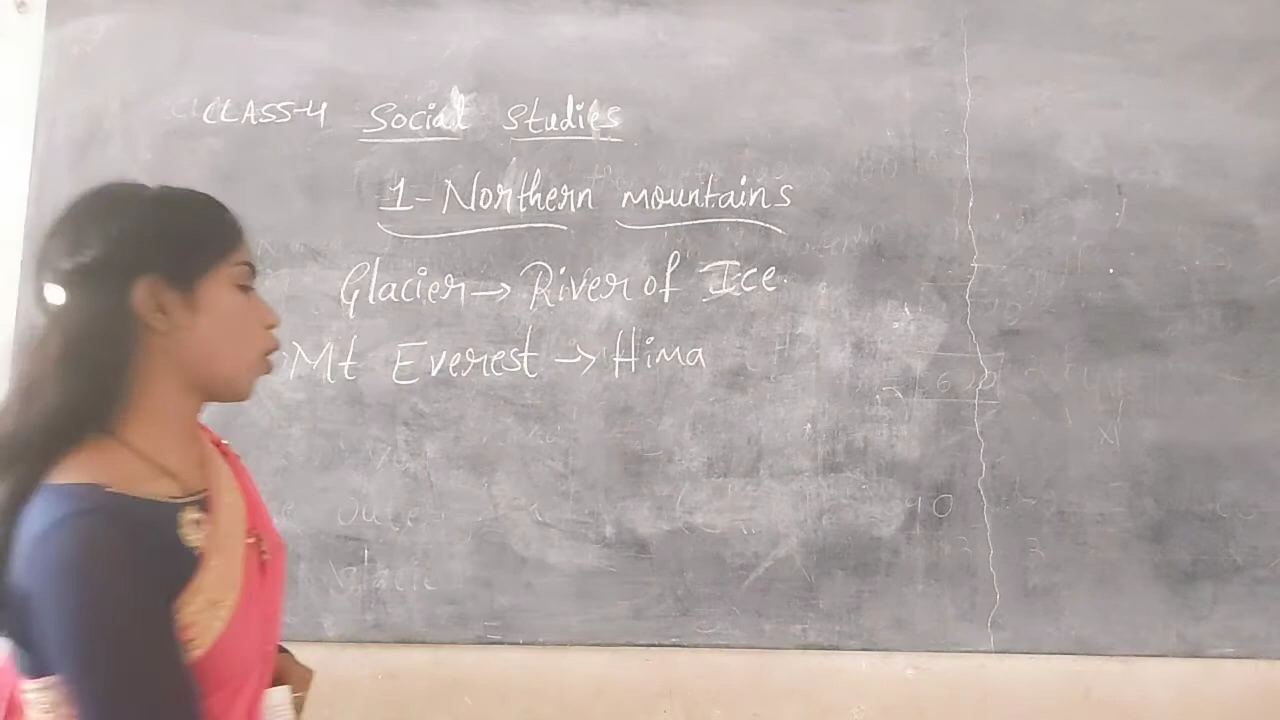 CLASS-4 Social Studies
1-Northern mountains
Glacier → River of Ice.
Mt Everest → Hima